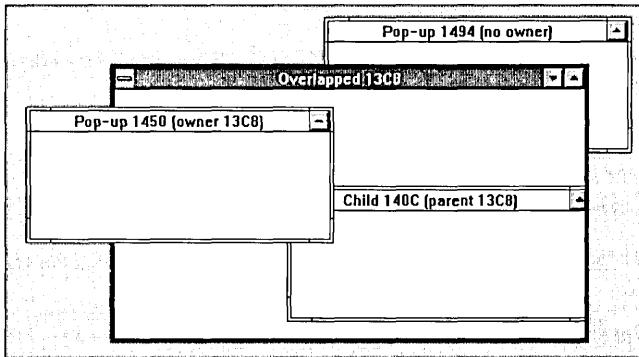 Pop-up 1494 (no owner)
Overlapped 13C8
Pop-up 1450 (owner 13C8)
Child 140C (parent 13C8)